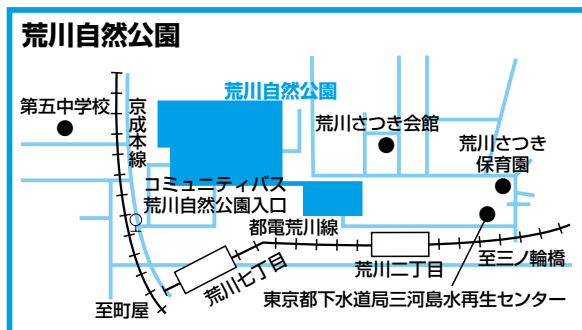 荒川自然公園
荒川自然公園
第五中学校
京成本線
荒川さつき会館
荒川さつき
保育園
コミュニティバス
荒川自然公園入口
都電荒川線
荒川七丁目
荒川二丁目
至三ノ輪橋
至町屋
東京都下水道局三河島水再生センター